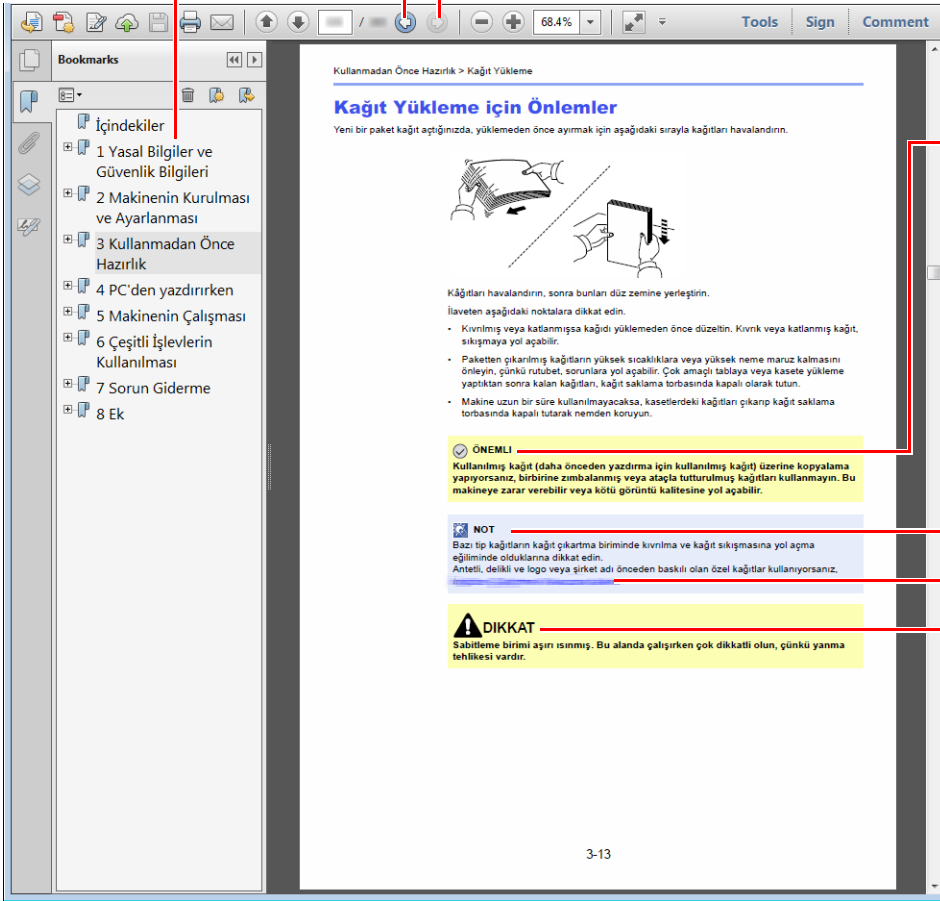 68.4%
Tools
Sign
Comment
Bookmarks
İçindekiler
1 Yasal Bilgiler ve
Güvenlik Bilgileri
2 Makinenin Kurulması
ve Ayarlanması
3 Kullanmadan Önce
Hazırlık
4 PC'den yazdırırken
5 Makinenin Çalışması
6 Çeşitli İşlevlerin
Kullanılması
7 Sorun Giderme
8 Ek
Kullanmadan Önce Hazırlık > Kağıt Yükleme
Kağıt Yükleme için Önlemler
Yeni bir paket kağıt açtığınızda, yüklemeden önce ayırmak için aşağıdaki sırayla kağıtları havalandırın.
Kâğıtları havalandırın, sonra bunları düz zemine yerleştirin.
İlaveten aşağıdaki noktalara dikkat edin.
• Kıvrılmış veya katlanmışsa kağıdı yüklemeden önce düzeltin. Kıvrık veya katlanmış kağıt,
sıkışmaya yol açabilir.
• Paketten çıkarılmış kağıtların yüksek sıcaklıklara veya yüksek neme maruz kalmasını
önleyin, çünkü rutubet, sorunlara yol açabilir. Çok amaçlı tablaya veya kasete yükleme
yaptıktan sonra kalan kağıtları, kağıt saklama torbasında kapalı olarak tutun.
• Makine uzun bir süre kullanılmayacaksa, kasetlerdeki kağıtları çıkarıp kağıt saklama
torbasında kapalı tutarak nemden koruyun.
ÖNEMLI
Kullanılmış kağıt (daha önceden yazdırma için kullanılmış kağıt) üzerine kopyalama
yapıyorsanız, birbirine zımbalanmış veya ataçla tutturulmuş kağıtları kullanmayın. Bu
makineye zarar verebilir veya kötü görüntü kalitesine yol açabilir.
NOT
Bazı tip kağıtların kağıt çıkartma biriminde kıvrılma ve kağıt sıkışmasına yol açma
eğiliminde olduklarına dikkat edin.
Antetli, delikli ve logo veya şirket adı önceden baskılı olan özel kağıtlar kullanıyorsanız,
DIKKAT
Sabitleme birimi aşırı ısınmış. Bu alanda çalışırken çok dikkatli olun, çünkü yanma
tehlikesi vardır.
3-13